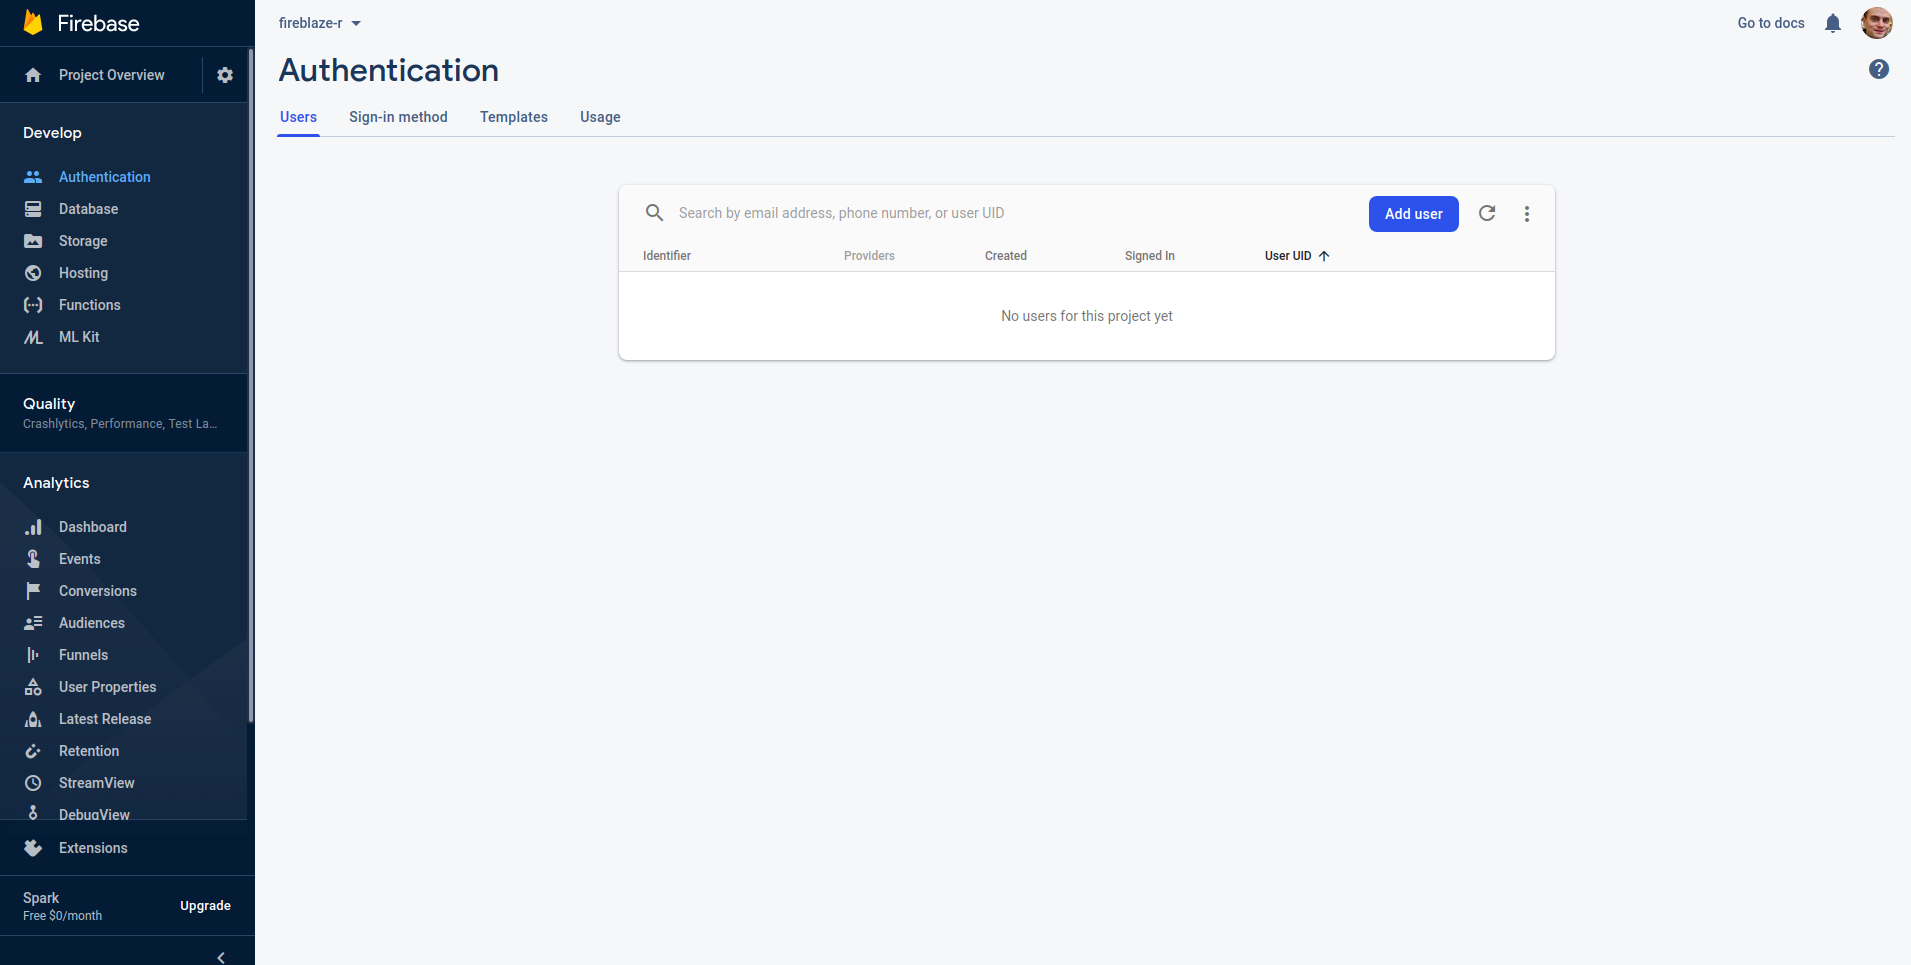 Firebase
Project Overview
Develop
Authentication
Database
Storage
Hosting
Functions
ML Kit
Quality
Crashlytics, Performance, Test La...
Analytics
Dashboard
Events
Conversions
Audiences
Funnels
User Properties
Latest Release
Retention
StreamView
DebugView
Extensions
Spark
Free $0/month
Upgrade
fireblaze-r
Go to docs
Authentication
Users Sign-in method Templates Usage
Search by email address, phone number, or user UID
Add user
Identifier Providers Created Signed In User UID
No users for this project yet